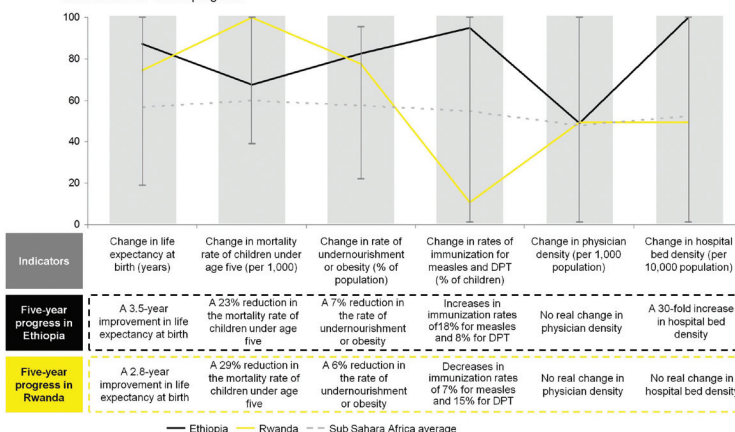 100
80
60
40
20
0
Indicators
Change in life
expectancy at
birth (years)
Change in mortality
rate of children under
age five (per 1,000)
Change in rate of
undernourishment
or obesity (% of
population)
Change in rates of
immunization for
measles and DPT
(% of children)
Change in physician
density (per 1,000
population)
Change in hospital
bed density (per
10,000 population)
Five-year
progress in
Ethiopia
A 3.5-year
improvement in life
expectancy at birth
A 23% reduction in
the mortality rate of
children under age
five
A 7% reduction in
the rate of
undernourishment
or obesity
Increases in
immunization rates
of18% for measles
and 8% for DPT
No real change in
physician density
A 30-fold increase
in hospital bed
density
Five-year
progress in
Rwanda
A 2.8-year
improvement in life
expectancy at birth
A 29% reduction in
the mortality rate of
children under age
five
A 6% reduction in
the rate of
undernourishment
or obesity
Decreases in
immunization rates
of 7% for measles
and 15% for DPT
No real change in
physician density
No real change in
hospital bed density
Ethiopia Rwanda Sub Sahara Africa average